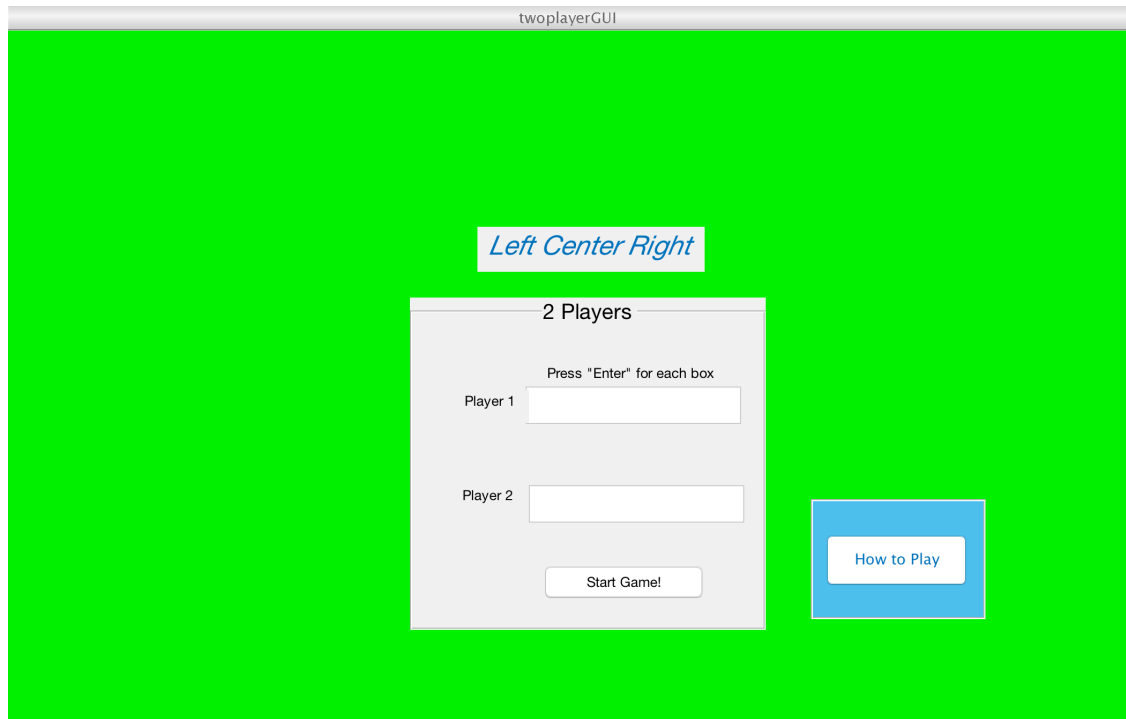 twoplayerGUI
Left Center Right
2 Players
Press "Enter" for each box
Player 1
Player 2
How to Play
Start Game!